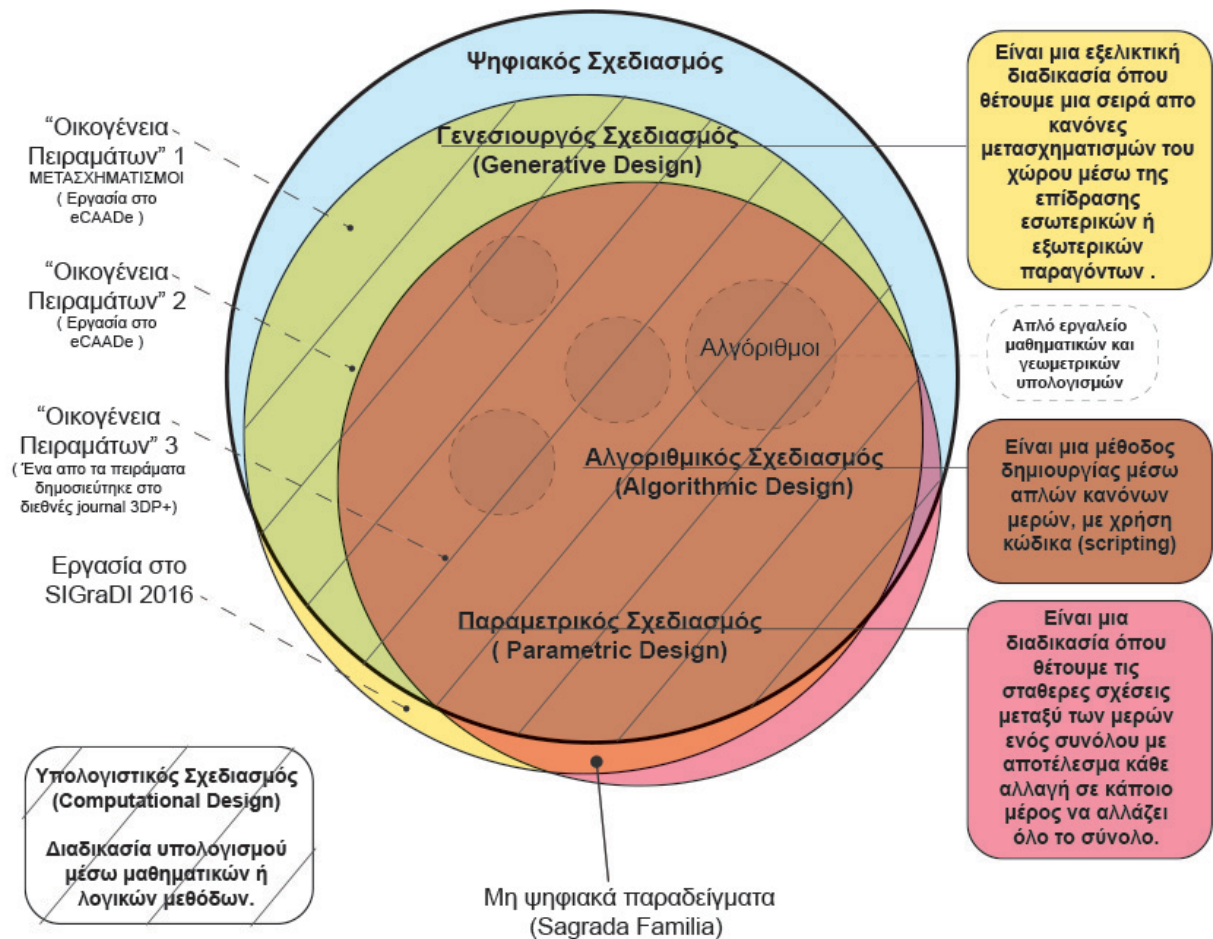 Ψηφιακός Σχεδιασμός
Γενεσιουργός Σχεδιασμός
(Generative Design)
Αλγόριθμοι
Αλγοριθμικός Σχεδιασμός
(Algorithmic Design)
Παραμετρικός Σχεδιασμός
( Parametric Design)
“Οικογένεια
Πειραμάτων” 1
ΜΕΤΑΣΧΗΜΑΤΙΣΜΟΙ
( Εργασία στο
eCAADe )
“Οικογένεια
Πειραμάτων” 2
( Εργασία στο
eCAADe )
“Οικογένεια
Πειραμάτων” 3
( Ένα απο τα πειράματα
δημοσιεύτηκε στο
διεθνές journal 3DP+)
Εργασία στο
SIGraDI 2016
Υπολογιστικός Σχεδιασμός
(Computational Design)
Διαδικασία υπολογισμού
μέσω μαθηματικών ή
λογικών μεθόδων.
Μη ψηφιακά παραδείγματα
(Sagrada Familia)
Είναι μια εξελικτική
διαδικασία όπου
θέτουμε μια σειρά απο
κανόνες
μετασχηματισμών του
χώρου μέσω της
επίδρασης
εσωτερικών ή
εξωτερικών
παραγόντων .
Απλό εργαλείο
μαθηματικών και
γεωμετρικών
υπολογισμών
Είναι μια μέθοδος
δημιουργίας μέσω
απλών κανόνων
μερών, με χρήση
κώδικα (scripting)
Είναι μια
διαδικασία όπου
θέτουμε τις
σταθερες σχέσεις
μεταξύ των μερών
ενός συνόλου με
αποτέλεσμα κάθε
αλλαγή σε κάποιο
μέρος να αλλάζει
όλο το σύνολο.